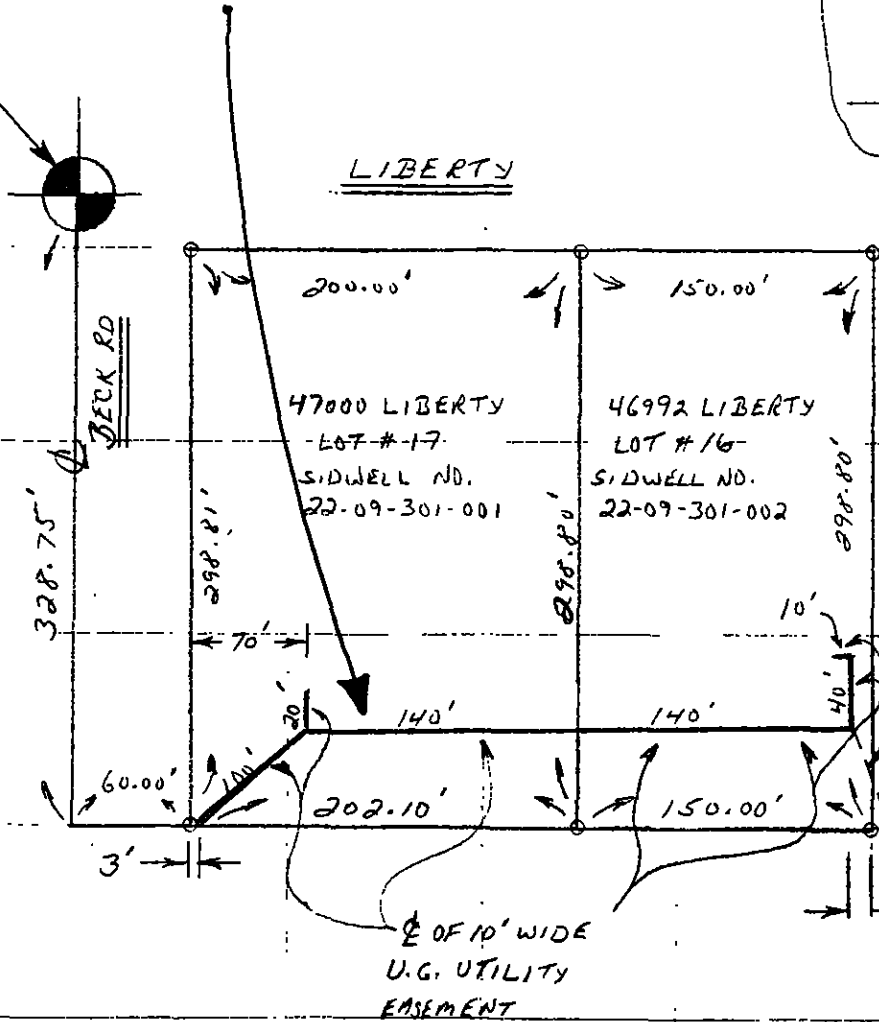 LIBERTY
200.00'
150.00'
BECK RD
47000 LIBERTY
LOT # 17
SIDWELL NO.
22-09-301-001
46992 LIBERTY
LOT # 16
SIDWELL NO.
22-09-301-002
328.75'
298.81'
298.80'
298.80'
70'
10'
20'
140'
140'
40'
60.00'
100'
202.10'
150.00'
3'
℄ OF 10' WIDE
U.G. UTILITY
EASEMENT